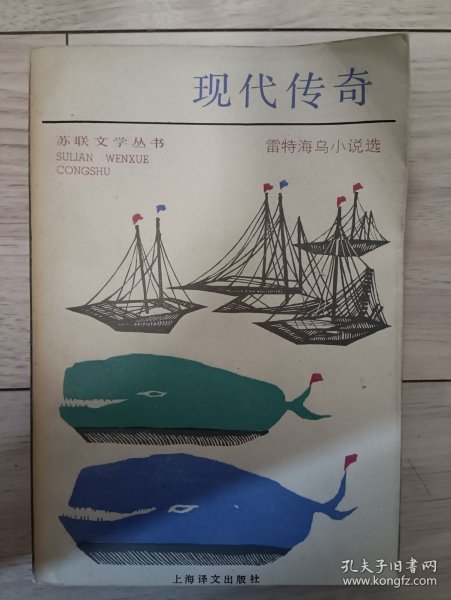 现代传奇
苏联文学丛书
SULIAN WENXUE
CONGSHU
雷特海乌小说选
上海译文出版社
孔夫子旧书网
www.kongfz.com